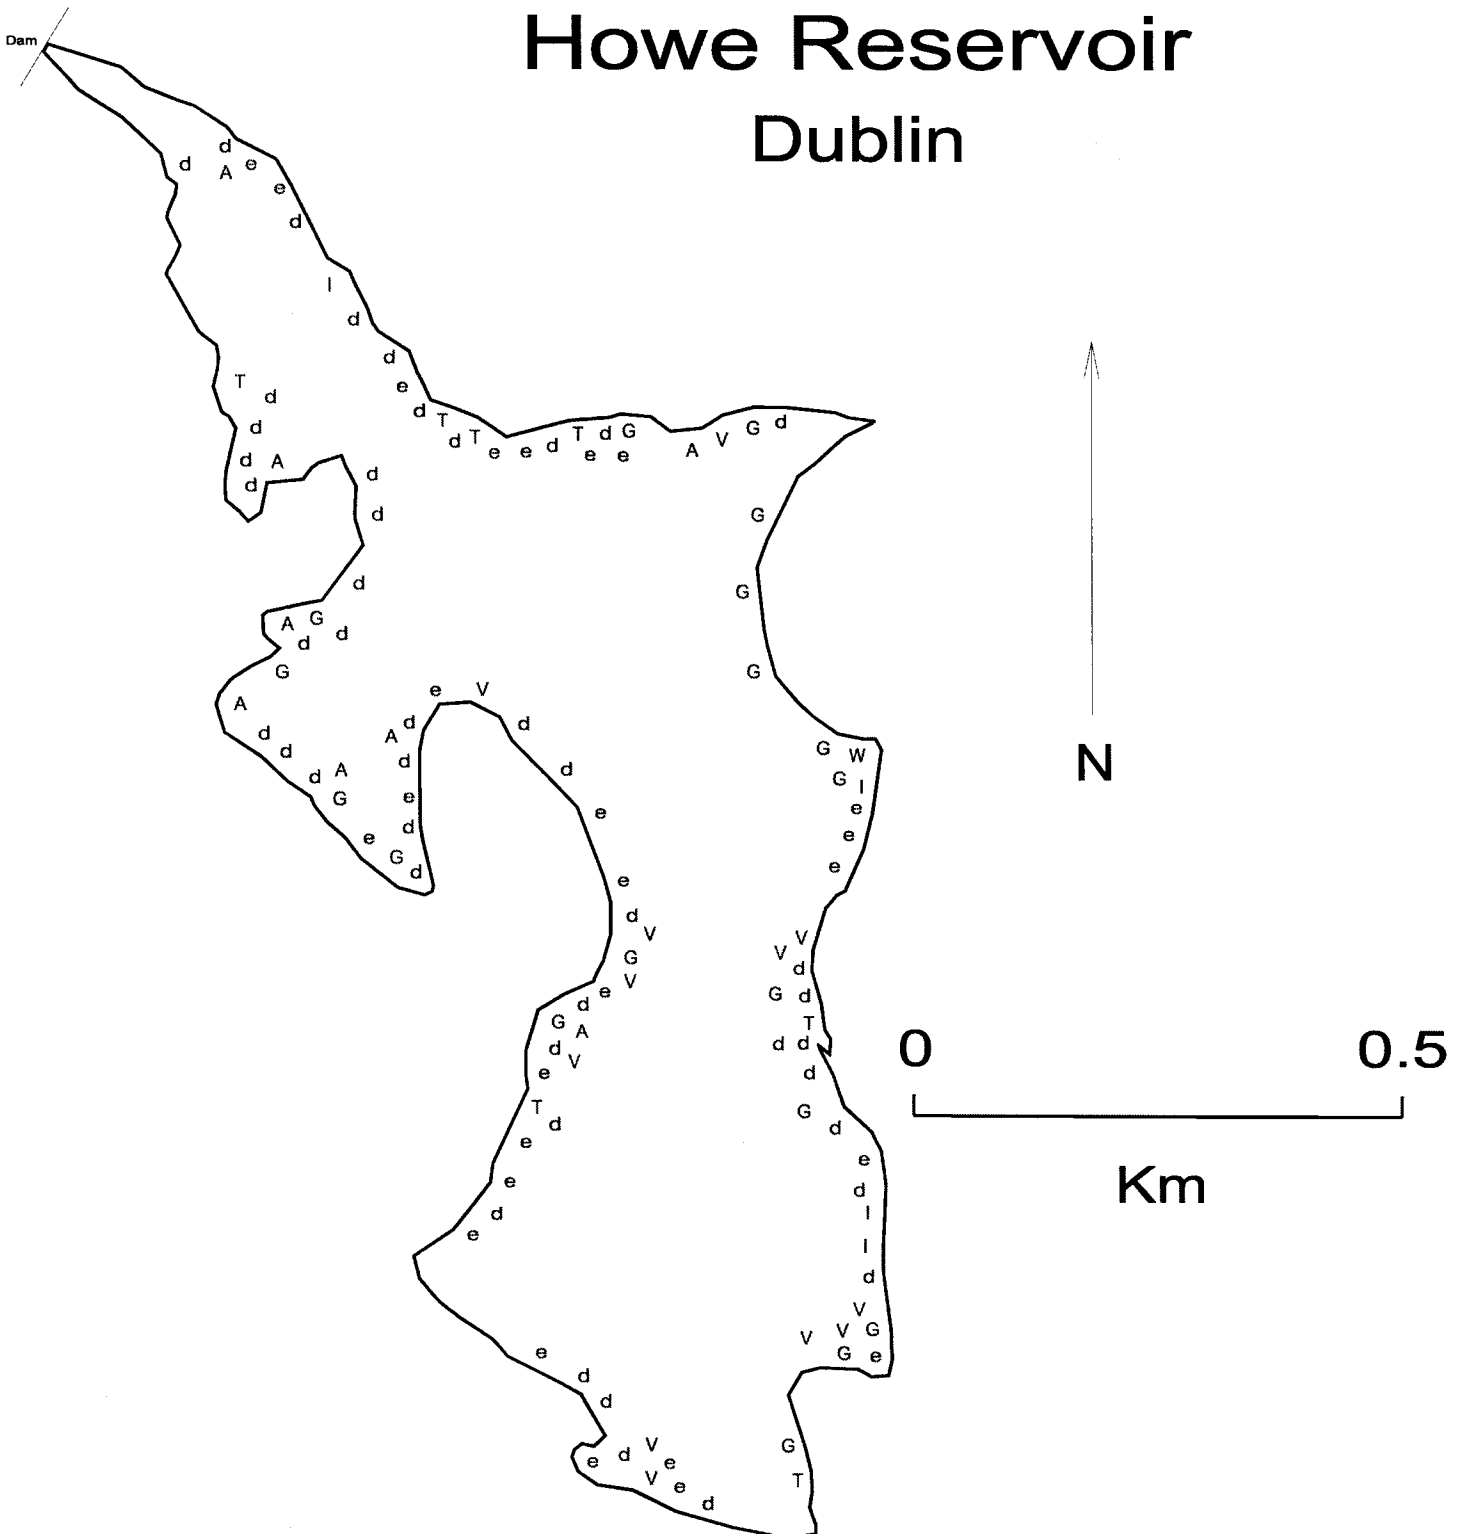 Howe Reservoir
Dam
Dublin
d
d A e
e
d
I
d
d
T d e
d d T
d T e e d T d G e e A V G d
d A
d d
d G
d
G
A G d
d
G
G
e V
A d d
A d
d
d A d G W
d G e G I
e d e e
G
d e
e
d V V
V d
G V
e G d
d
G A T 0 0.5
d V d d
e d
T d G
d
e e
e d
d Km
e I
I
d
V
V V G
e G e
d
d
V G
e d e
V e T
d
N